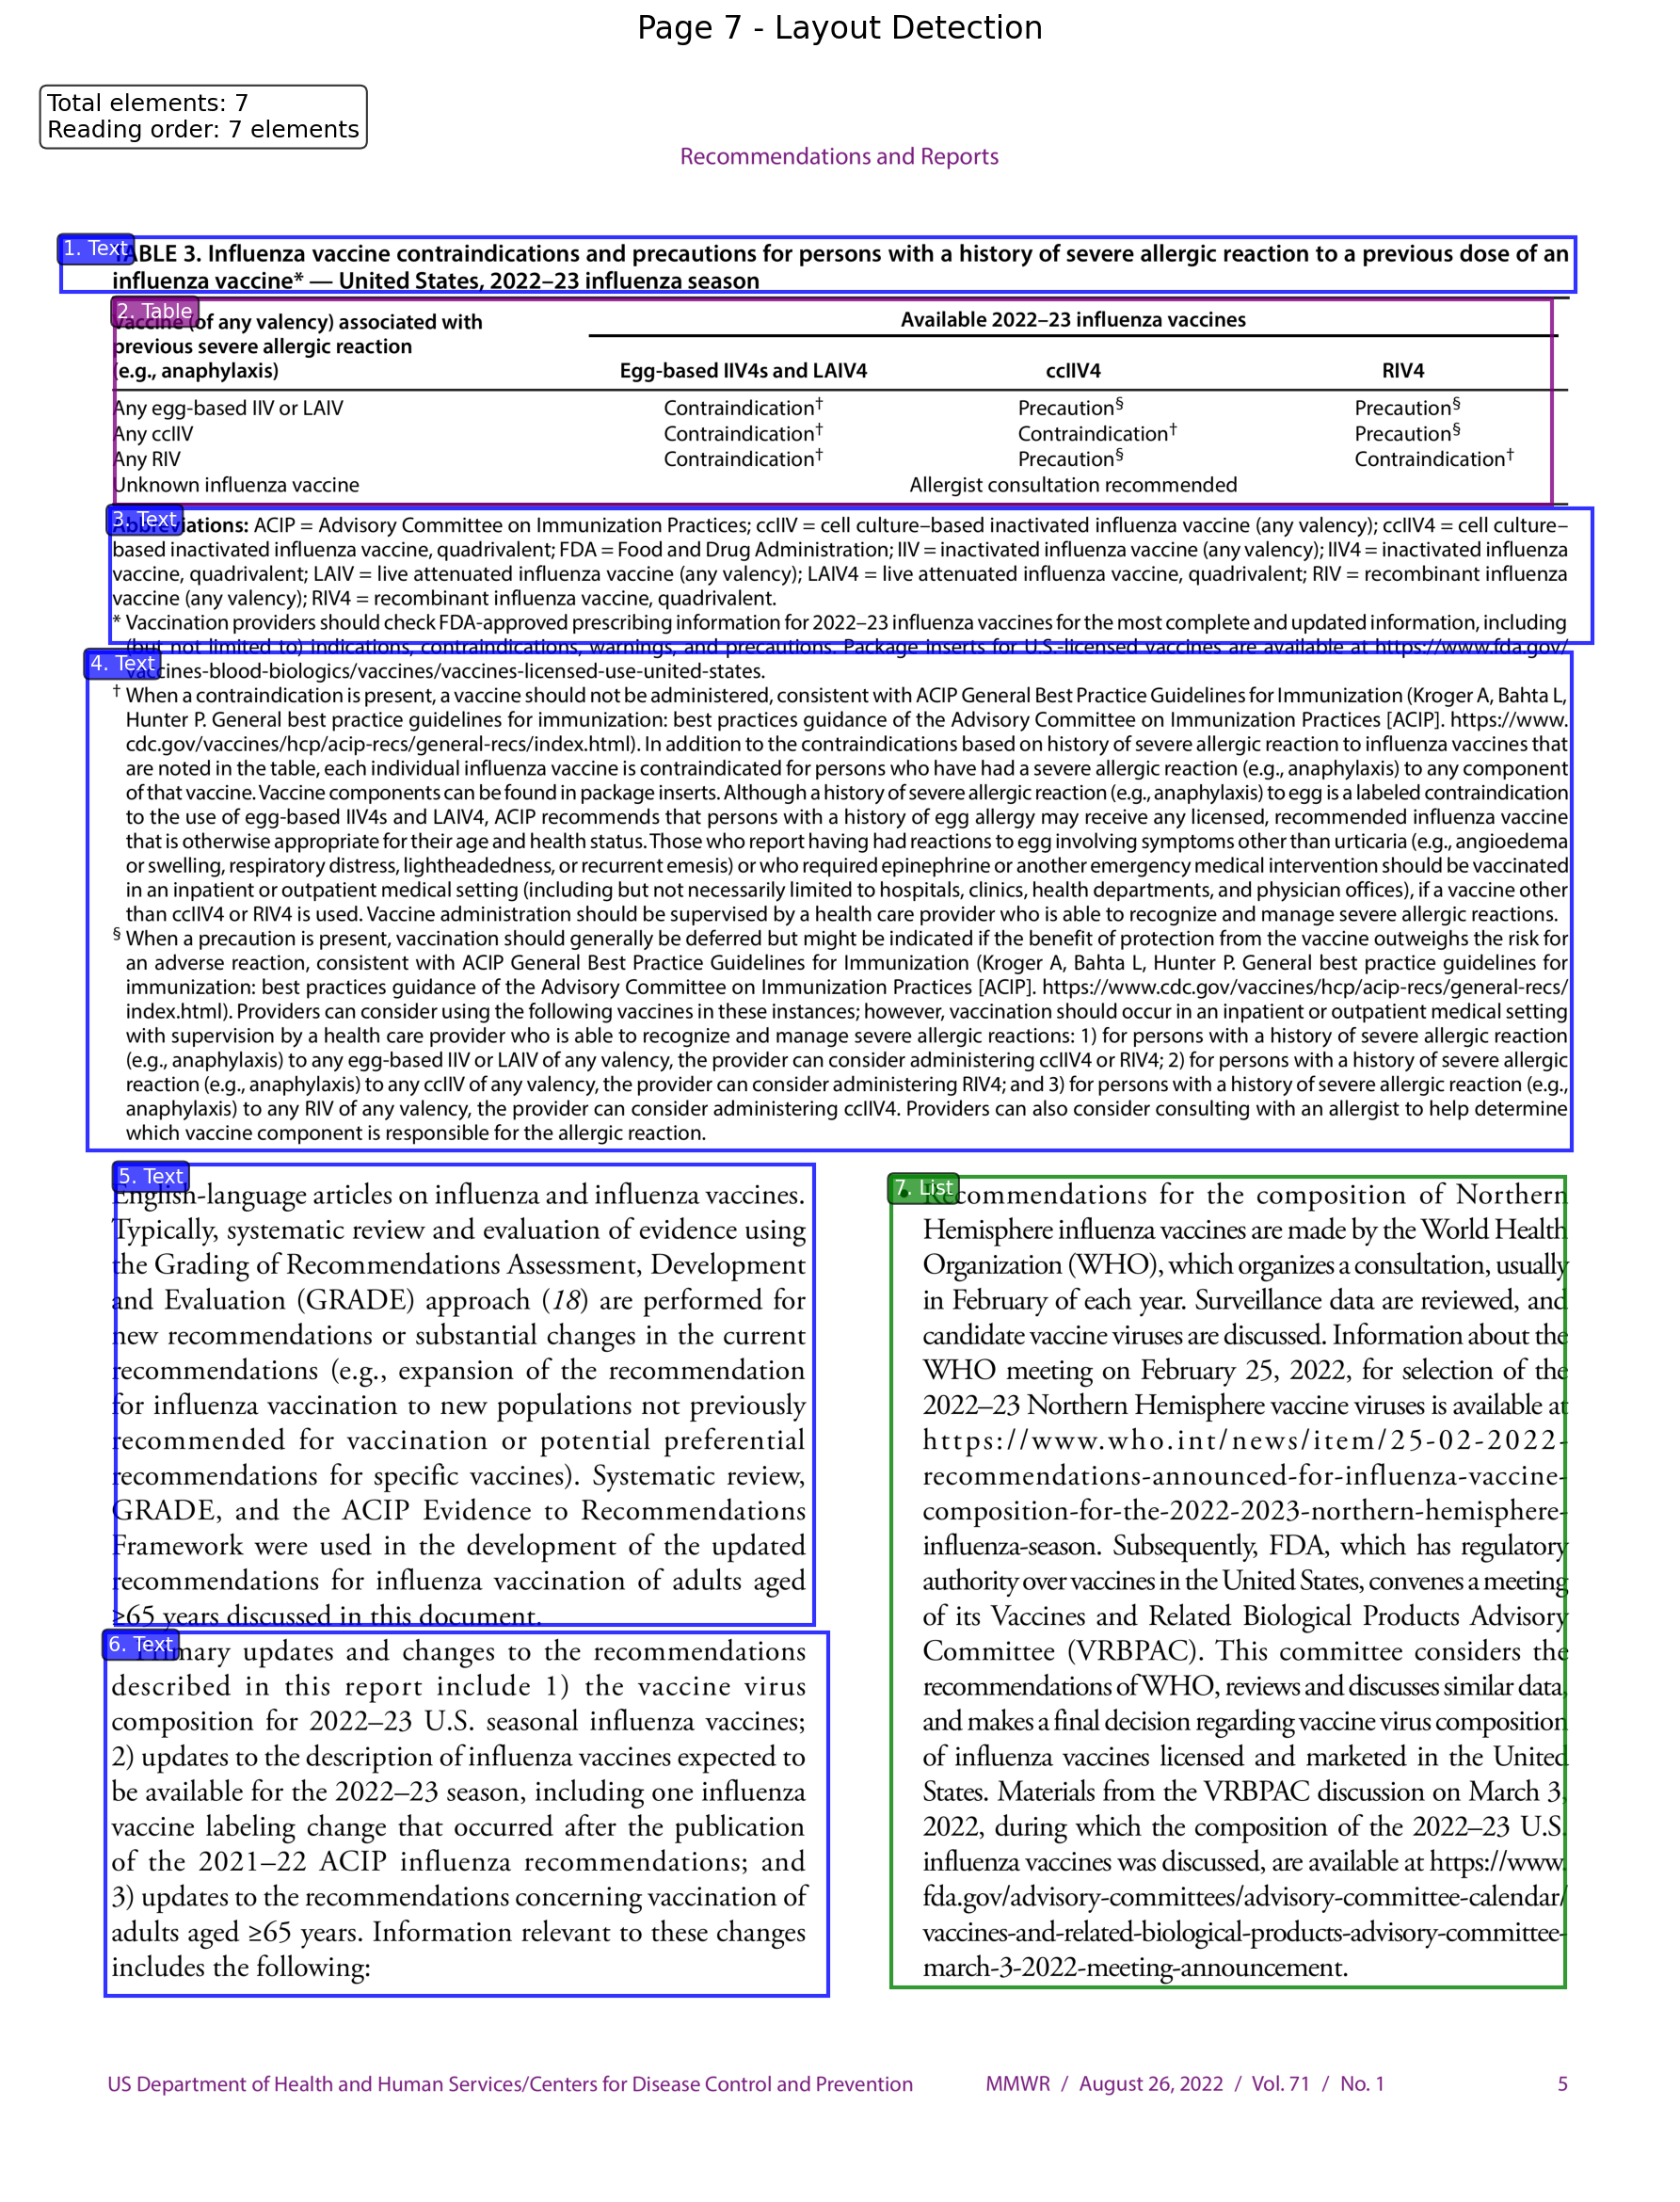 Page 7 - Layout Detection
Total elements: 7
Reading order: 7 elements
Recommendations and Reports
1. Text
TABLE 3. Influenza vaccine contraindications and precautions for persons with a history of severe allergic reaction to a previous dose of an
influenza vaccine* — United States, 2022–23 influenza season
2. Table
Vaccine (of any valency) associated with
previous severe allergic reaction
(e.g., anaphylaxis)
Available 2022–23 influenza vaccines
Egg-based IIV4s and LAIV4 ccIIV4 RIV4
Any egg-based IIV or LAIV Contraindication† Precaution§ Precaution§
Any ccIIV Contraindication† Contraindication† Precaution§
Any RIV Contraindication† Precaution§ Contraindication†
Unknown influenza vaccine Allergist consultation recommended
3. Text
Abbreviations: ACIP = Advisory Committee on Immunization Practices; ccIIV = cell culture–based inactivated influenza vaccine (any valency); ccIIV4 = cell culture–
based inactivated influenza vaccine, quadrivalent; FDA = Food and Drug Administration; IIV = inactivated influenza vaccine (any valency); IIV4 = inactivated influenza
vaccine, quadrivalent; LAIV = live attenuated influenza vaccine (any valency); LAIV4 = live attenuated influenza vaccine, quadrivalent; RIV = recombinant influenza
vaccine (any valency); RIV4 = recombinant influenza vaccine, quadrivalent.
* Vaccination providers should check FDA-approved prescribing information for 2022–23 influenza vaccines for the most complete and updated information, including
(but not limited to) indications, contraindications, warnings, and precautions. Package inserts for U.S.-licensed vaccines are available at https://www.fda.gov/
4. Text
vaccines-blood-biologics/vaccines/vaccines-licensed-use-united-states.
† When a contraindication is present, a vaccine should not be administered, consistent with ACIP General Best Practice Guidelines for Immunization (Kroger A, Bahta L,
Hunter P. General best practice guidelines for immunization: best practices guidance of the Advisory Committee on Immunization Practices [ACIP]. https://www.
cdc.gov/vaccines/hcp/acip-recs/general-recs/index.html). In addition to the contraindications based on history of severe allergic reaction to influenza vaccines that
are noted in the table, each individual influenza vaccine is contraindicated for persons who have had a severe allergic reaction (e.g., anaphylaxis) to any component
of that vaccine. Vaccine components can be found in package inserts. Although a history of severe allergic reaction (e.g., anaphylaxis) to egg is a labeled contraindication
to the use of egg-based IIV4s and LAIV4, ACIP recommends that persons with a history of egg allergy may receive any licensed, recommended influenza vaccine
that is otherwise appropriate for their age and health status. Those who report having had reactions to egg involving symptoms other than urticaria (e.g., angioedema
or swelling, respiratory distress, lightheadedness, or recurrent emesis) or who required epinephrine or another emergency medical intervention should be vaccinated
in an inpatient or outpatient medical setting (including but not necessarily limited to hospitals, clinics, health departments, and physician offices), if a vaccine other
than ccIIV4 or RIV4 is used. Vaccine administration should be supervised by a health care provider who is able to recognize and manage severe allergic reactions.
§ When a precaution is present, vaccination should generally be deferred but might be indicated if the benefit of protection from the vaccine outweighs the risk for
an adverse reaction, consistent with ACIP General Best Practice Guidelines for Immunization (Kroger A, Bahta L, Hunter P. General best practice guidelines for
immunization: best practices guidance of the Advisory Committee on Immunization Practices [ACIP]. https://www.cdc.gov/vaccines/hcp/acip-recs/general-recs/
index.html). Providers can consider using the following vaccines in these instances; however, vaccination should occur in an inpatient or outpatient medical setting
with supervision by a health care provider who is able to recognize and manage severe allergic reactions: 1) for persons with a history of severe allergic reaction
(e.g., anaphylaxis) to any egg-based IIV or LAIV of any valency, the provider can consider administering ccIIV4 or RIV4; 2) for persons with a history of severe allergic
reaction (e.g., anaphylaxis) to any ccIIV of any valency, the provider can consider administering RIV4; and 3) for persons with a history of severe allergic reaction (e.g.,
anaphylaxis) to any RIV of any valency, the provider can consider administering ccIIV4. Providers can also consider consulting with an allergist to help determine
which vaccine component is responsible for the allergic reaction.
5. Text
English-language articles on influenza and influenza vaccines.
Typically, systematic review and evaluation of evidence using
the Grading of Recommendations Assessment, Development
and Evaluation (GRADE) approach (18) are performed for
new recommendations or substantial changes in the current
recommendations (e.g., expansion of the recommendation
for influenza vaccination to new populations not previously
recommended for vaccination or potential preferential
recommendations for specific vaccines). Systematic review,
GRADE, and the ACIP Evidence to Recommendations
Framework were used in the development of the updated
recommendations for influenza vaccination of adults aged
≥65 years discussed in this document.
6. Text
Primary updates and changes to the recommendations
described in this report include 1) the vaccine virus
composition for 2022–23 U.S. seasonal influenza vaccines;
2) updates to the description of influenza vaccines expected to
be available for the 2022–23 season, including one influenza
vaccine labeling change that occurred after the publication
of the 2021–22 ACIP influenza recommendations; and
3) updates to the recommendations concerning vaccination of
adults aged ≥65 years. Information relevant to these changes
includes the following:
7. List
• Recommendations for the composition of Northern
Hemisphere influenza vaccines are made by the World Health
Organization (WHO), which organizes a consultation, usually
in February of each year. Surveillance data are reviewed, and
candidate vaccine viruses are discussed. Information about the
WHO meeting on February 25, 2022, for selection of the
2022–23 Northern Hemisphere vaccine viruses is available at
https://www.who.int/news/item/25-02-2022-
recommendations-announced-for-influenza-vaccine-
composition-for-the-2022-2023-northern-hemisphere-
influenza-season. Subsequently, FDA, which has regulatory
authority over vaccines in the United States, convenes a meeting
of its Vaccines and Related Biological Products Advisory
Committee (VRBPAC). This committee considers the
recommendations of WHO, reviews and discusses similar data,
and makes a final decision regarding vaccine virus composition
of influenza vaccines licensed and marketed in the United
States. Materials from the VRBPAC discussion on March 3,
2022, during which the composition of the 2022–23 U.S.
influenza vaccines was discussed, are available at https://www.
fda.gov/advisory-committees/advisory-committee-calendar/
vaccines-and-related-biological-products-advisory-committee-
march-3-2022-meeting-announcement.
US Department of Health and Human Services/Centers for Disease Control and Prevention MMWR / August 26, 2022 / Vol. 71 / No. 1 5